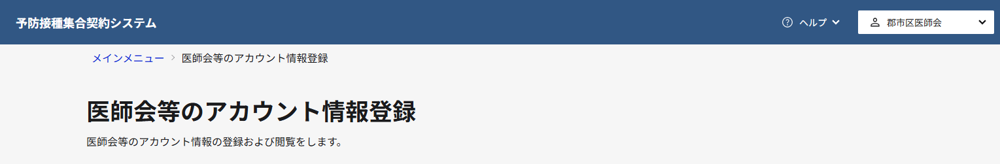 予防接種集合契約システム
ヘルプ
郡市区医師会
メインメニュー > 医師会等のアカウント情報登録
医師会等のアカウント情報登録
医師会等のアカウント情報の登録および閲覧をします。